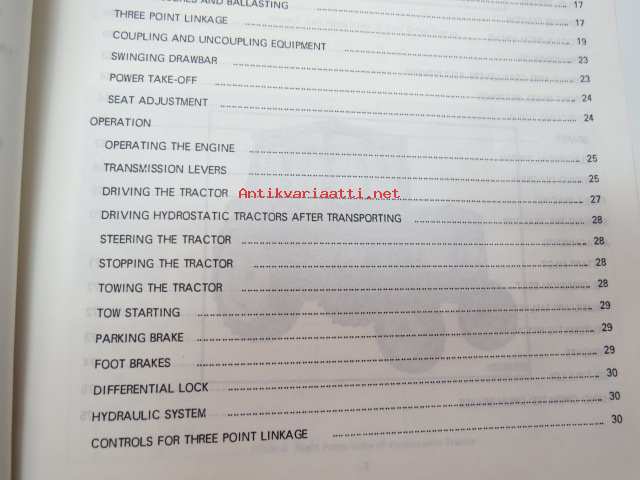 AND BALLASTING 17
THREE POINT LINKAGE 17
COUPLING AND UNCOUPLING EQUIPMENT 19
SWINGING DRAWBAR 23
POWER TAKE-OFF 23
SEAT ADJUSTMENT 24
24
OPERATION
OPERATING THE ENGINE 25
TRANSMISSION LEVERS 25
DRIVING THE TRACTOR 27
Antikvariaatti.net
DRIVING HYDROSTATIC TRACTORS AFTER TRANSPORTING 28
STEERING THE TRACTOR 28
STOPPING THE TRACTOR 28
TOWING THE TRACTOR 28
TOW STARTING 29
PARKING BRAKE 29
FOOT BRAKES 29
DIFFERENTIAL LOCK 30
HYDRAULIC SYSTEM 30
CONTROLS FOR THREE POINT LINKAGE 30